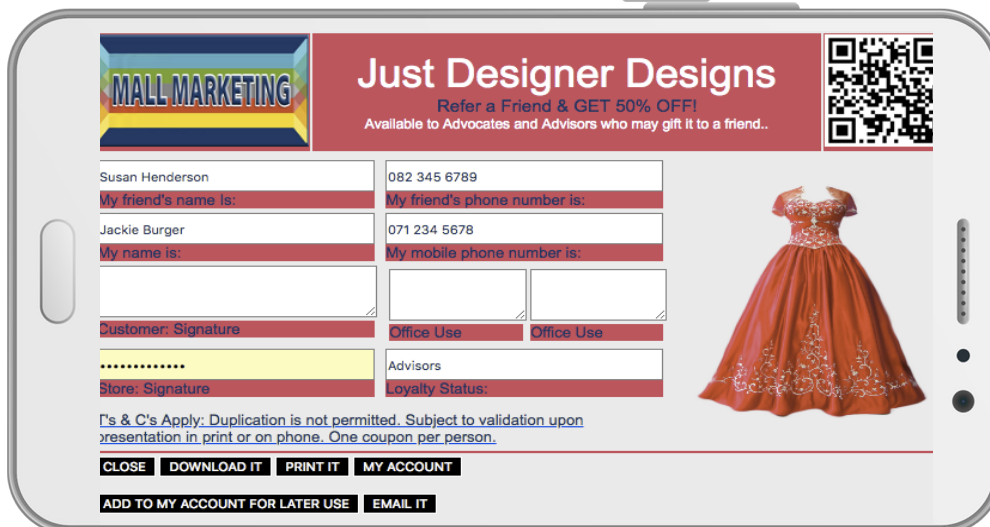 MALL MARKETING
Just Designer Designs
Refer a Friend & GET 50% OFF!
Available to Advocates and Advisors who may gift it to a friend..
Susan Henderson
082 345 6789
My friend's name Is:
My friend's phone number is:
Jackie Burger
071 234 5678
My name is:
My mobile phone number is:
Customer: Signature
Office Use
Office Use
•••••••••••••
Advisors
Store: Signature
Loyalty Status:
T's & C's Apply: Duplication is not permitted. Subject to validation upon
presentation in print or on phone. One coupon per person.
CLOSE
DOWNLOAD IT
PRINT IT
MY ACCOUNT
ADD TO MY ACCOUNT FOR LATER USE
EMAIL IT